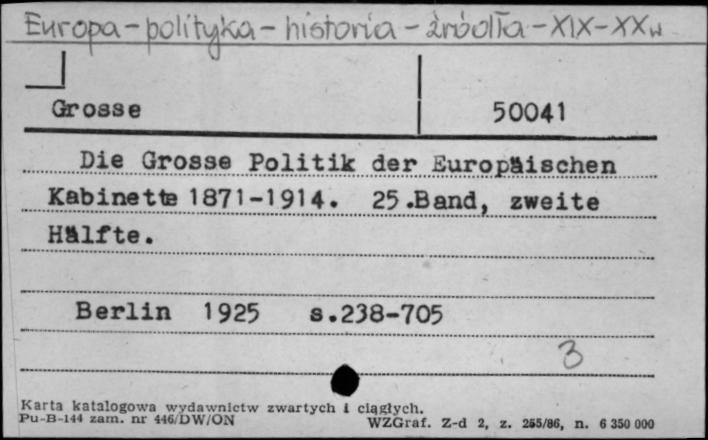 Europa - polityka - historia - źródła - XIX-XXw
Grosse 50041
Die Grosse Politik der Europäischen
Kabinette 1871-1914. 25.Band, zweite
Hälfte.
Berlin 1925 s.238-705
3
Karta katalogowa wydawnictw zwartych i ciągłych.
Pu-B-144 zam. nr 446/DW/ON WZGraf. Z-d 2, z. 255/86, n. 6 350 000